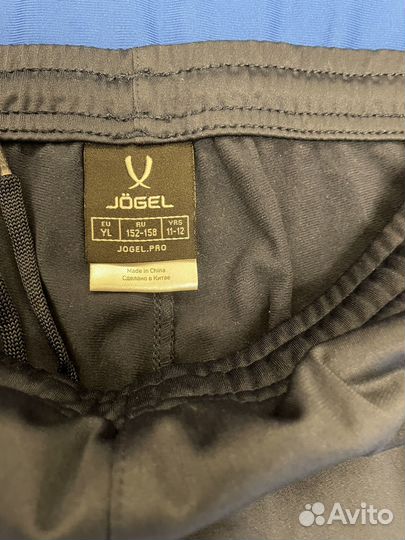 JÖGEL
EU RU YRS
YL 152-158 11-12
JOGEL.PRO
Made in China
Сделано в Китае
Avito